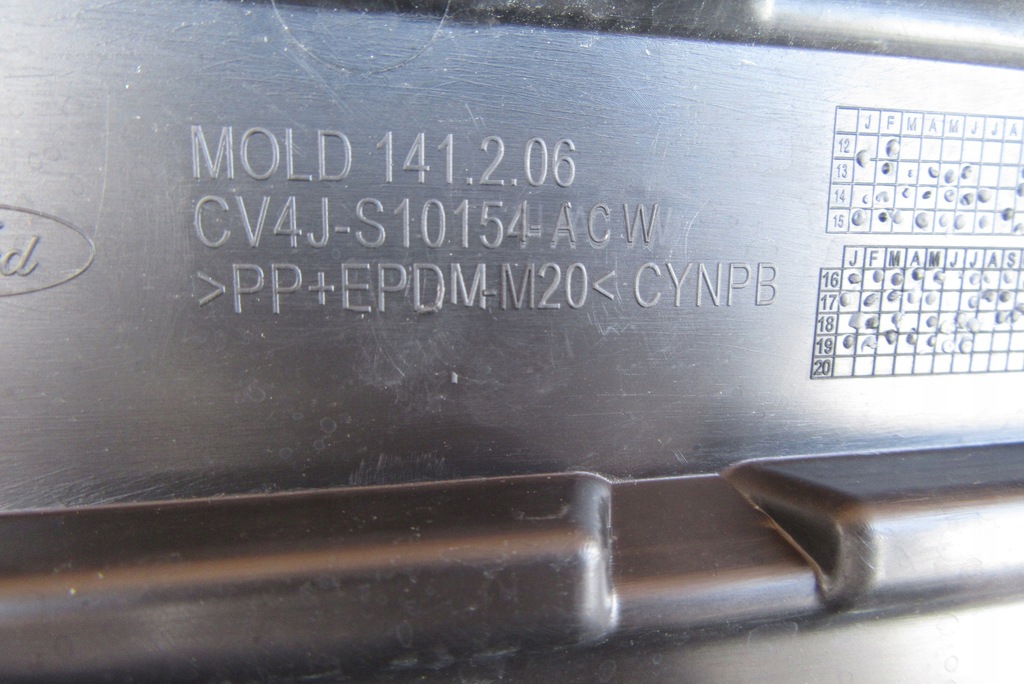 MOLD 141.2.06
CV4J-S10154-ACW
>PP+EPDM-M20< CYNPB
J F M A M J J A
12
13
14
15
J F M A M J J A S
16
17
18
19
20